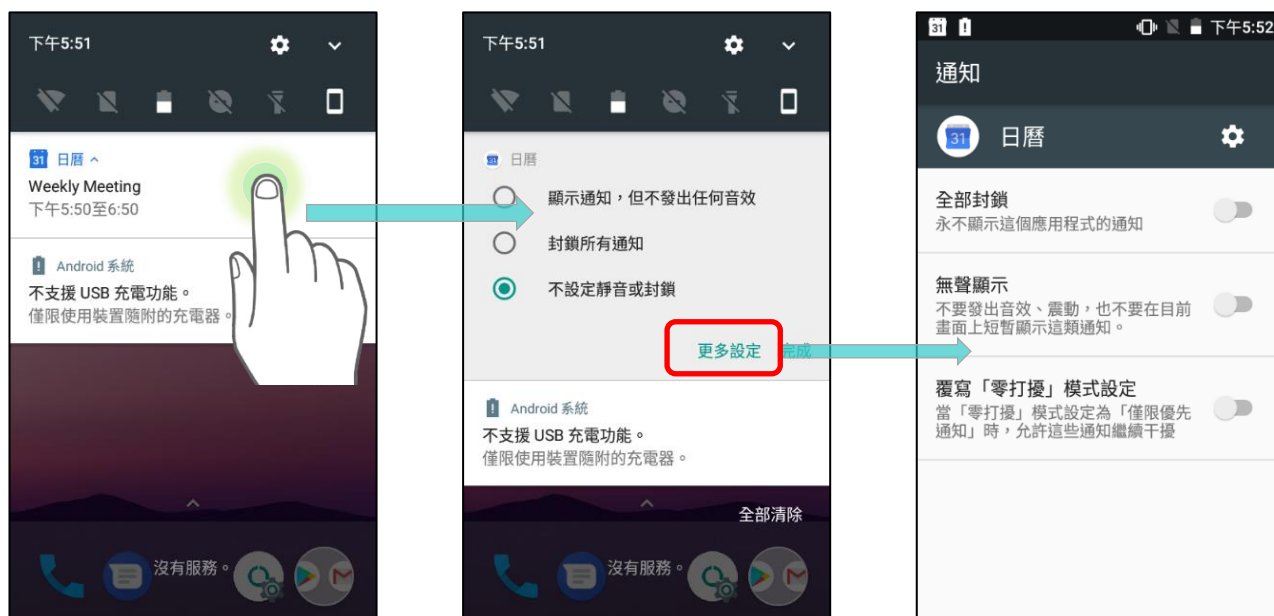 下午5:51
31 日曆
Weekly Meeting
下午5:50至6:50
Android 系統
不支援 USB 充電功能。
僅限使用裝置隨附的充電器。
沒有服務。
下午5:51
31 日曆
顯示通知，但不發出任何音效
封鎖所有通知
不設定靜音或封鎖
更多設定 完成
Android 系統
不支援 USB 充電功能。
僅限使用裝置隨附的充電器。
全部清除
沒有服務。
31 下午5:52
通知
31 日曆
全部封鎖
永不顯示這個應用程式的通知
無聲顯示
不要發出音效、震動，也不要在目前
畫面上短暫顯示這類通知。
覆寫「零打擾」模式設定
當「零打擾」模式設定為「僅限優先
通知」時，允許這些通知繼續干擾